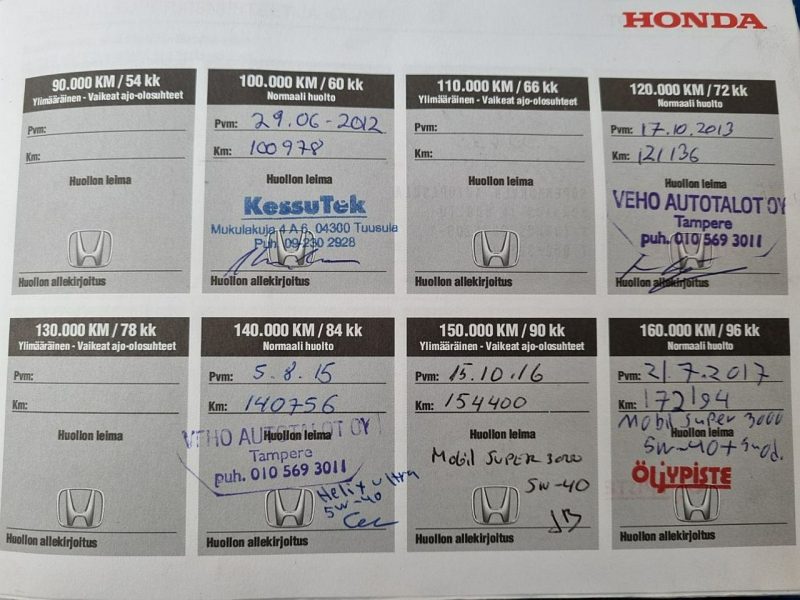 HONDA
90.000 KM / 54 kk
Ylimääräinen - Vaikeat ajo-olosuhteet
Pvm:
Km:
Huollon leima
Huollon allekirjoitus
100.000 KM / 60 kk
Normaali huolto
Pvm: 29.06-2012
Km: 100978
Huollon leima
KessuTek
Mukulakuja 4 A 6, 04300 Tuusula
Puh. 09-230 2928
Huollon allekirjoitus
110.000 KM / 66 kk
Ylimääräinen - Vaikeat ajo-olosuhteet
Pvm:
Km:
Huollon leima
Huollon allekirjoitus
120.000 KM / 72 kk
Normaali huolto
Pvm: 17.10.2013
Km: 121136
Huollon leima
VEHO AUTOTALOT OY
Tampere
puh. 010 569 3011
Huollon allekirjoitus
130.000 KM / 78 kk
Ylimääräinen - Vaikeat ajo-olosuhteet
Pvm:
Km:
Huollon leima
Huollon allekirjoitus
140.000 KM / 84 kk
Normaali huolto
Pvm: 5.8.15
Km: 140756
Huollon leima
VEHO AUTOTALOT OY
Tampere
puh. 010 569 3011
Helix ultra
5W-40
Huollon allekirjoitus
150.000 KM / 90 kk
Ylimääräinen - Vaikeat ajo-olosuhteet
Pvm: 15.10.16
Km: 154400
Huollon leima
Mobil SUPER 3000
5W-40
JB
Huollon allekirjoitus
160.000 KM / 96 kk
Normaali huolto
Pvm: 21.7.2017
Km: 172194
Mobil Super 3000
Huollon leima
5W-40 + Suod.
ÖLJYPISTE
Huollon allekirjoitus